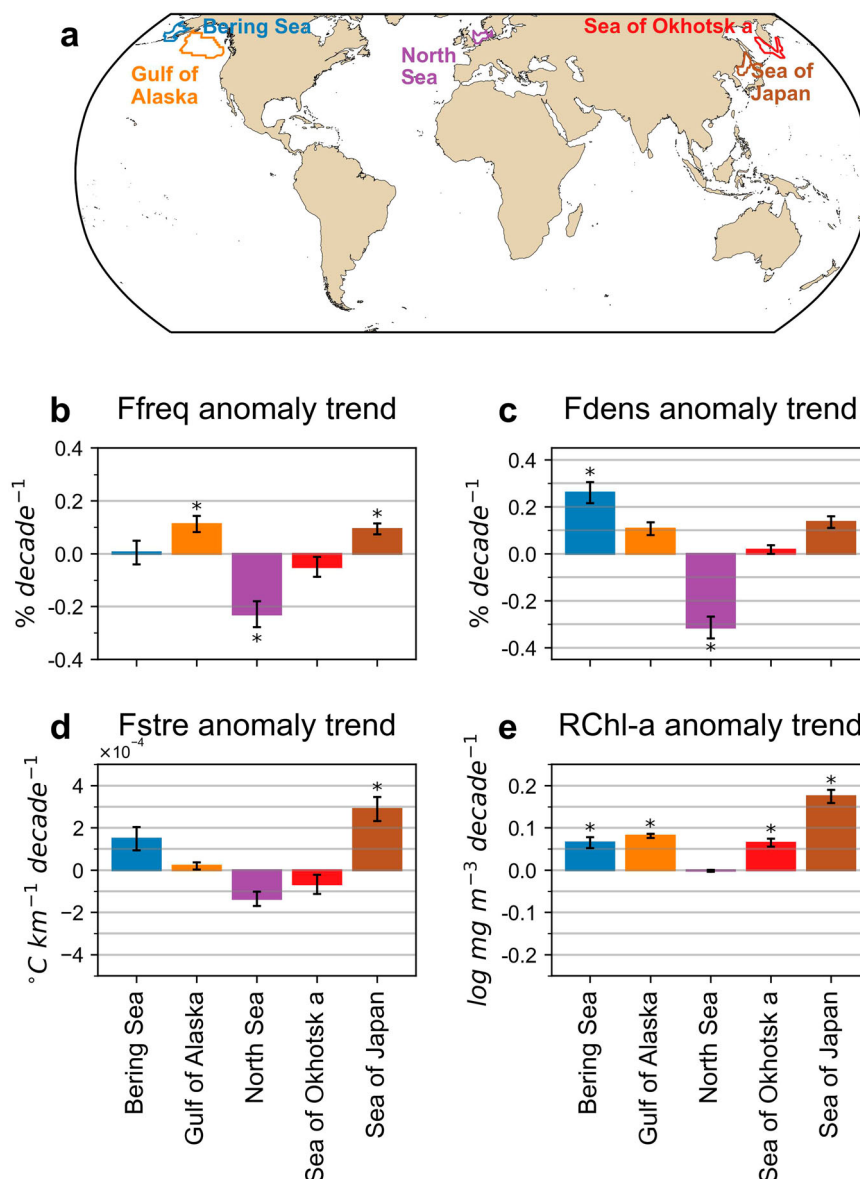 a
Bering Sea
Sea of Okhotsk a
Gulf of
Alaska
North
Sea
Sea of
Japan
b Ffreq anomaly trend
% decade⁻¹
0.4
0.2
0.0
-0.2
-0.4
*
*
*
c Fdens anomaly trend
% decade⁻¹
0.4
0.2
0.0
-0.2
-0.4
*
*
d Fstre anomaly trend
×10⁻⁴
°C km⁻¹ decade⁻¹
4
2
0
−2
−4
*
Bering Sea
Gulf of Alaska
North Sea
Sea of Okhotsk a
Sea of Japan
e RChl-a anomaly trend
log mg m⁻³ decade⁻¹
0.2
0.1
0.0
-0.1
-0.2
*
*
*
*
Bering Sea
Gulf of Alaska
North Sea
Sea of Okhotsk a
Sea of Japan